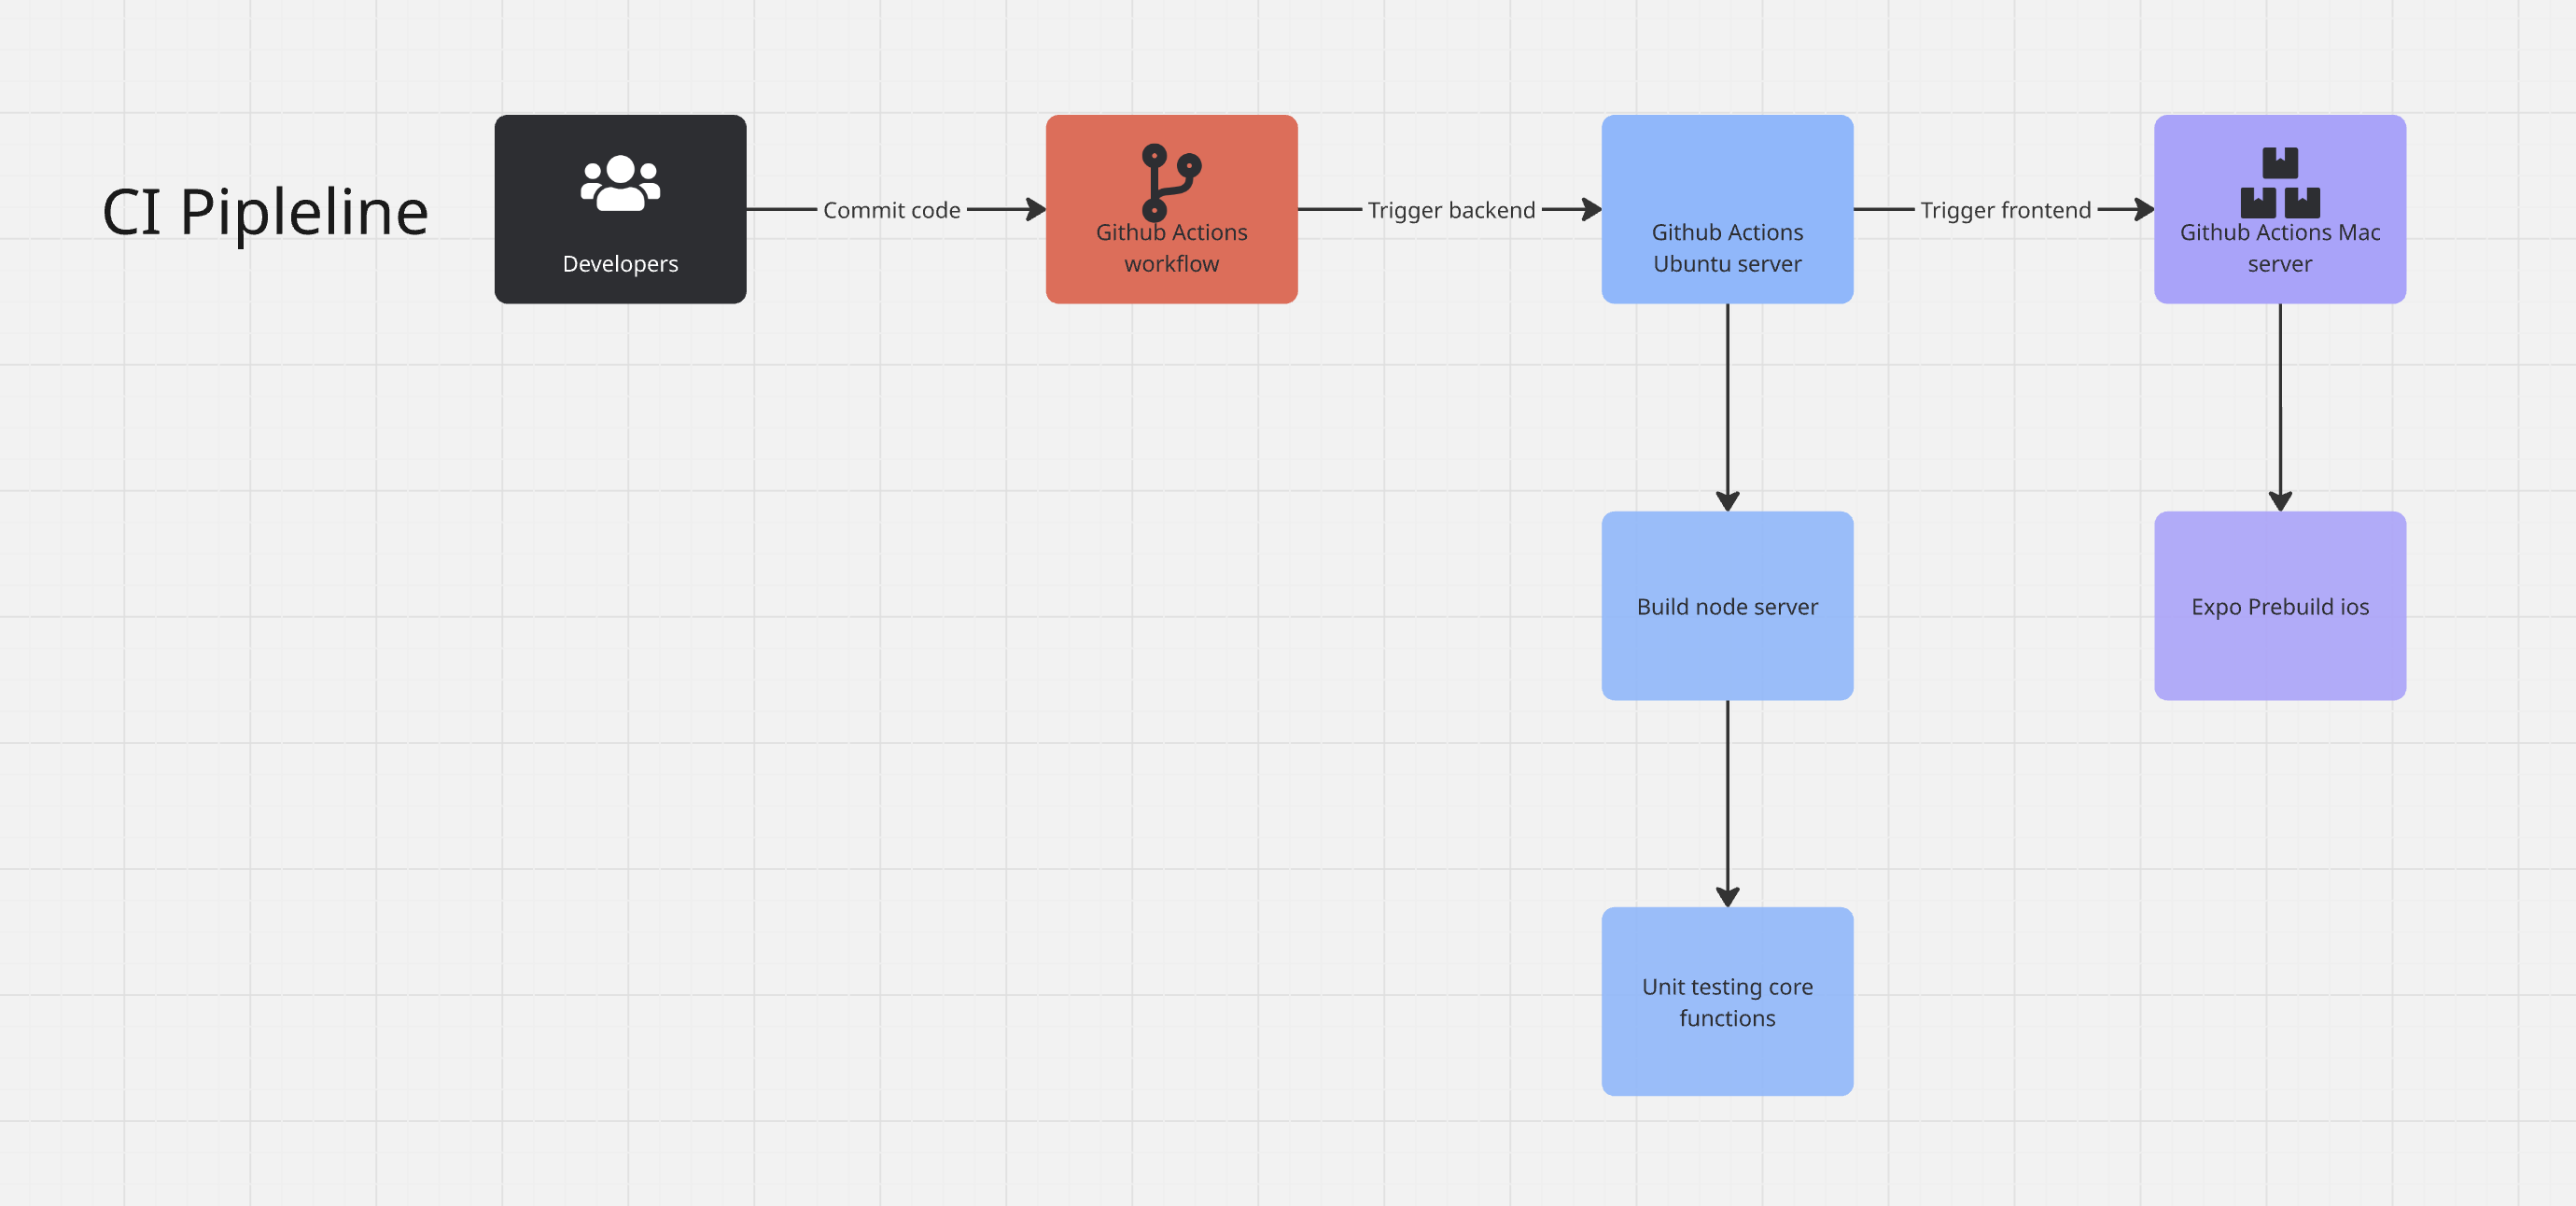 CI Pipleline
Developers
Commit code
Github Actions
workflow
Trigger backend
Github Actions
Ubuntu server
Trigger frontend
Github Actions Mac
server
Build node server
Expo Prebuild ios
Unit testing core
functions